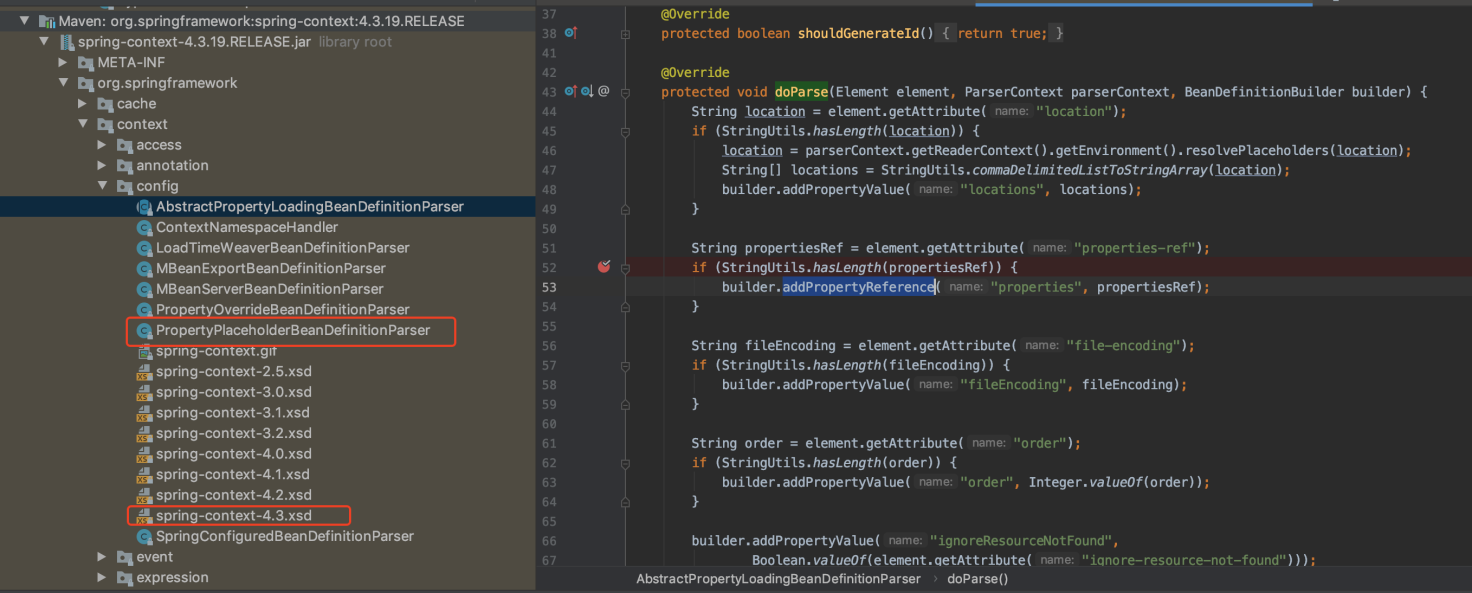 Maven: org.springframework:spring-context:4.3.19.RELEASE
spring-context-4.3.19.RELEASE.jar library root
META-INF
org.springframework
cache
context
access
annotation
config
AbstractPropertyLoadingBeanDefinitionParser
ContextNamespaceHandler
LoadTimeWeaverBeanDefinitionParser
MBeanExportBeanDefinitionParser
MBeanServerBeanDefinitionParser
PropertyOverrideBeanDefinitionParser
PropertyPlaceholderBeanDefinitionParser
spring-context.gif
spring-context-2.5.xsd
spring-context-3.0.xsd
spring-context-3.1.xsd
spring-context-3.2.xsd
spring-context-4.0.xsd
spring-context-4.1.xsd
spring-context-4.2.xsd
spring-context-4.3.xsd
SpringConfiguredBeanDefinitionParser
event
expression
37 @Override
38 protected boolean shouldGenerateId() { return true; }
41
42 @Override
43 @ protected void doParse(Element element, ParserContext parserContext, BeanDefinitionBuilder builder) {
44 String location = element.getAttribute( name: "location");
45 if (StringUtils.hasLength(location)) {
46 location = parserContext.getReaderContext().getEnvironment().resolvePlaceholders(location);
47 String[] locations = StringUtils.commaDelimitedListToStringArray(location);
48 builder.addPropertyValue( name: "locations", locations);
49 }
50
51 String propertiesRef = element.getAttribute( name: "properties-ref");
52 if (StringUtils.hasLength(propertiesRef)) {
53 builder.addPropertyReference( name: "properties", propertiesRef);
54 }
55
56 String fileEncoding = element.getAttribute( name: "file-encoding");
57 if (StringUtils.hasLength(fileEncoding)) {
58 builder.addPropertyValue( name: "fileEncoding", fileEncoding);
59 }
60
61 String order = element.getAttribute( name: "order");
62 if (StringUtils.hasLength(order)) {
63 builder.addPropertyValue( name: "order", Integer.valueOf(order));
64 }
65
66 builder.addPropertyValue( name: "ignoreResourceNotFound",
67 Boolean.valueOf(element.getAttribute( name: "ignore-resource-not-found")));
AbstractPropertyLoadingBeanDefinitionParser › doParse()